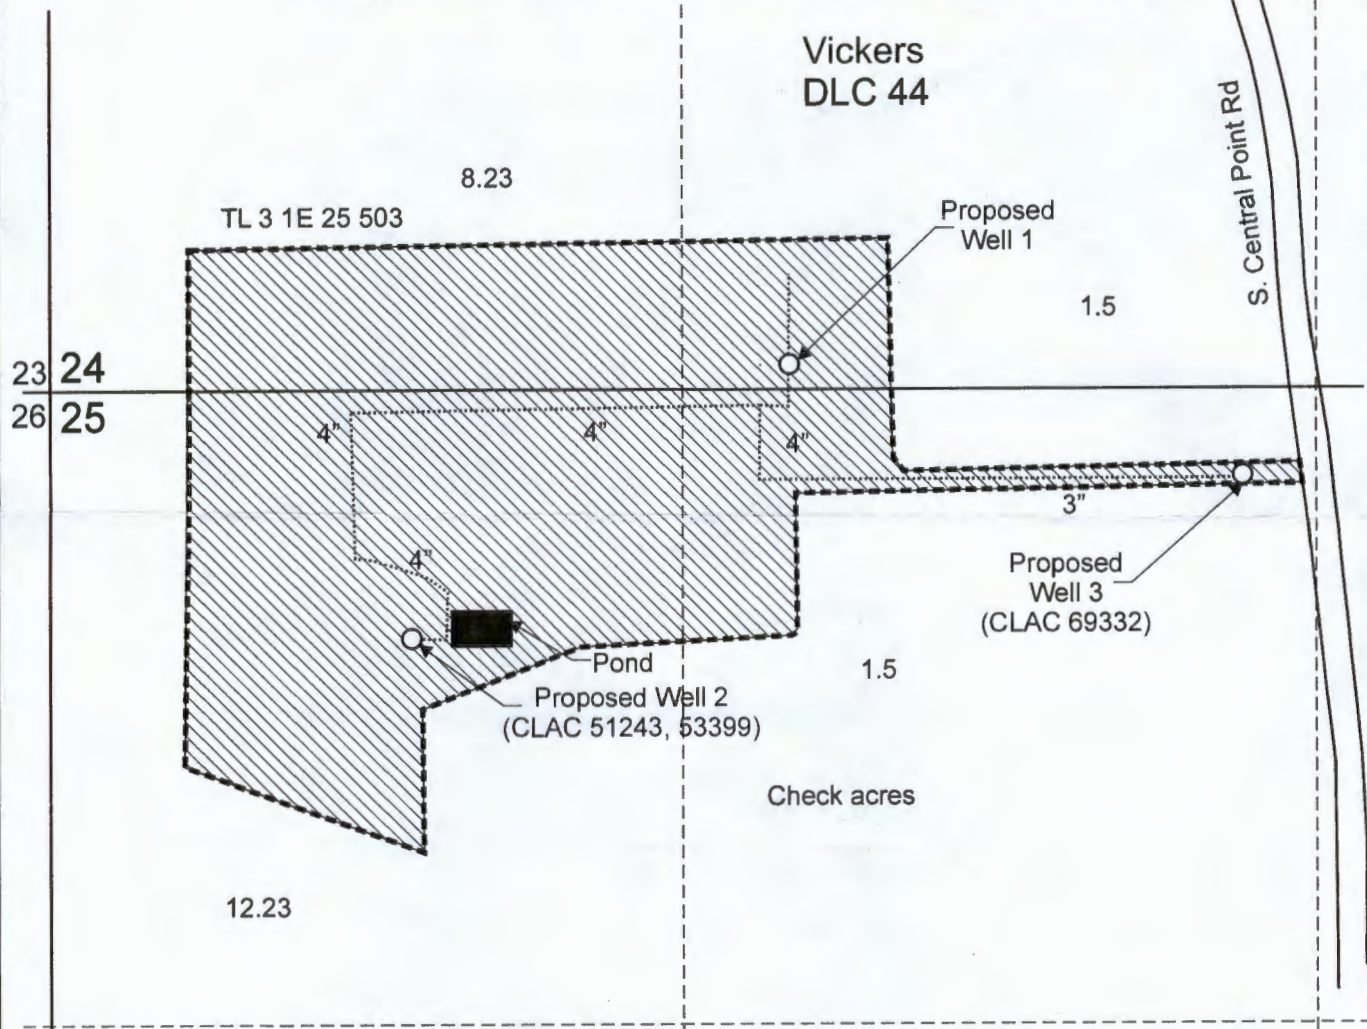 Vickers
DLC 44
S. Central Point Rd
8.23
TL 3 1E 25 503
Proposed
Well 1
1.5
23 24
26 25
4"
4"
4"
3"
4"
Proposed
Well 3
(CLAC 69332)
Pond
1.5
Proposed Well 2
(CLAC 51243, 53399)
Check acres
12.23